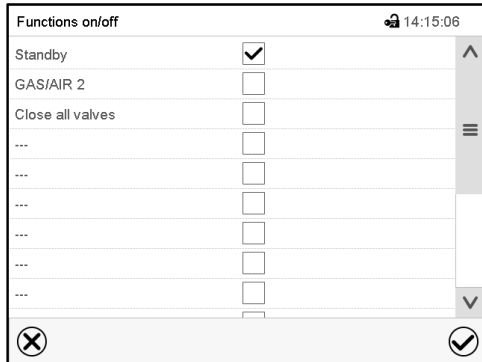 Functions on/off 14:15:06
Standby
GAS/AIR 2
Close all valves
---
---
---
---
---
---